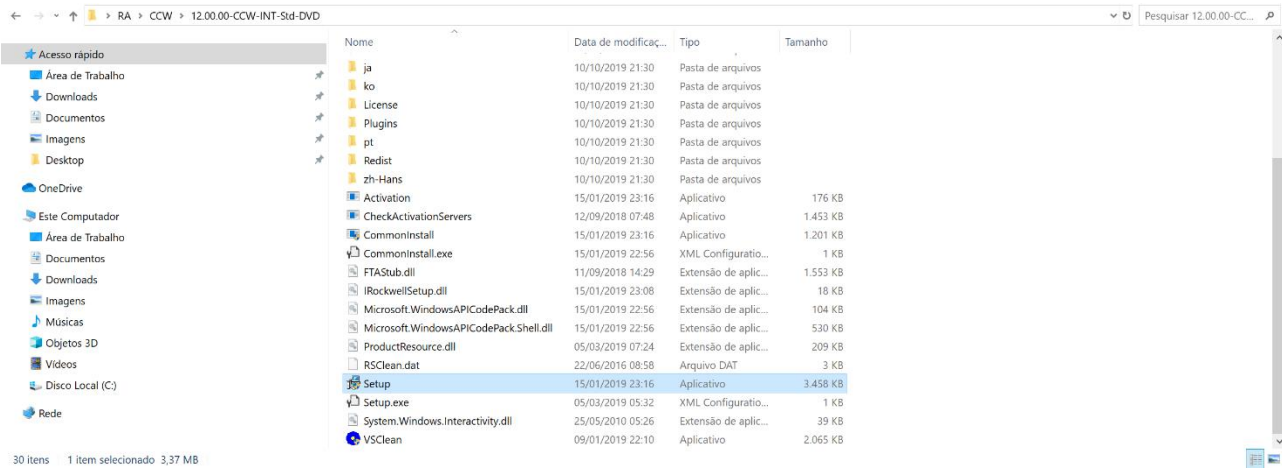 RA > CCW > 12.00.00-CCW-INT-Std-DVD
Pesquisar 12.00.00-CC...
Acesso rápido
Área de Trabalho
Downloads
Documentos
Imagens
Desktop
OneDrive
Este Computador
Área de Trabalho
Documentos
Downloads
Imagens
Músicas
Objetos 3D
Vídeos
Disco Local (C:)
Rede
Nome Data de modificaç... Tipo Tamanho
ja 10/10/2019 21:30 Pasta de arquivos
ko 10/10/2019 21:30 Pasta de arquivos
License 10/10/2019 21:30 Pasta de arquivos
Plugins 10/10/2019 21:30 Pasta de arquivos
pt 10/10/2019 21:30 Pasta de arquivos
Redist 10/10/2019 21:30 Pasta de arquivos
zh-Hans 10/10/2019 21:30 Pasta de arquivos
Activation 15/01/2019 23:16 Aplicativo 176 KB
CheckActivationServers 12/09/2018 07:48 Aplicativo 1.453 KB
CommonInstall 15/01/2019 23:16 Aplicativo 1.201 KB
CommonInstall.exe 15/01/2019 22:56 XML Configuratio... 1 KB
FTAStub.dll 11/09/2018 14:29 Extensão de aplic... 1.553 KB
IRockwellSetup.dll 15/01/2019 23:08 Extensão de aplic... 18 KB
Microsoft.WindowsAPICodePack.dll 15/01/2019 22:56 Extensão de aplic... 104 KB
Microsoft.WindowsAPICodePack.Shell.dll 15/01/2019 22:56 Extensão de aplic... 530 KB
ProductResource.dll 05/03/2019 07:24 Extensão de aplic... 209 KB
RSClean.dat 22/06/2016 08:58 Arquivo DAT 3 KB
Setup 15/01/2019 23:16 Aplicativo 3.458 KB
Setup.exe 05/03/2019 05:32 XML Configuratio... 1 KB
System.Windows.Interactivity.dll 25/05/2010 05:26 Extensão de aplic... 39 KB
VSClean 09/01/2019 22:10 Aplicativo 2.065 KB
30 itens 1 item selecionado 3,37 MB